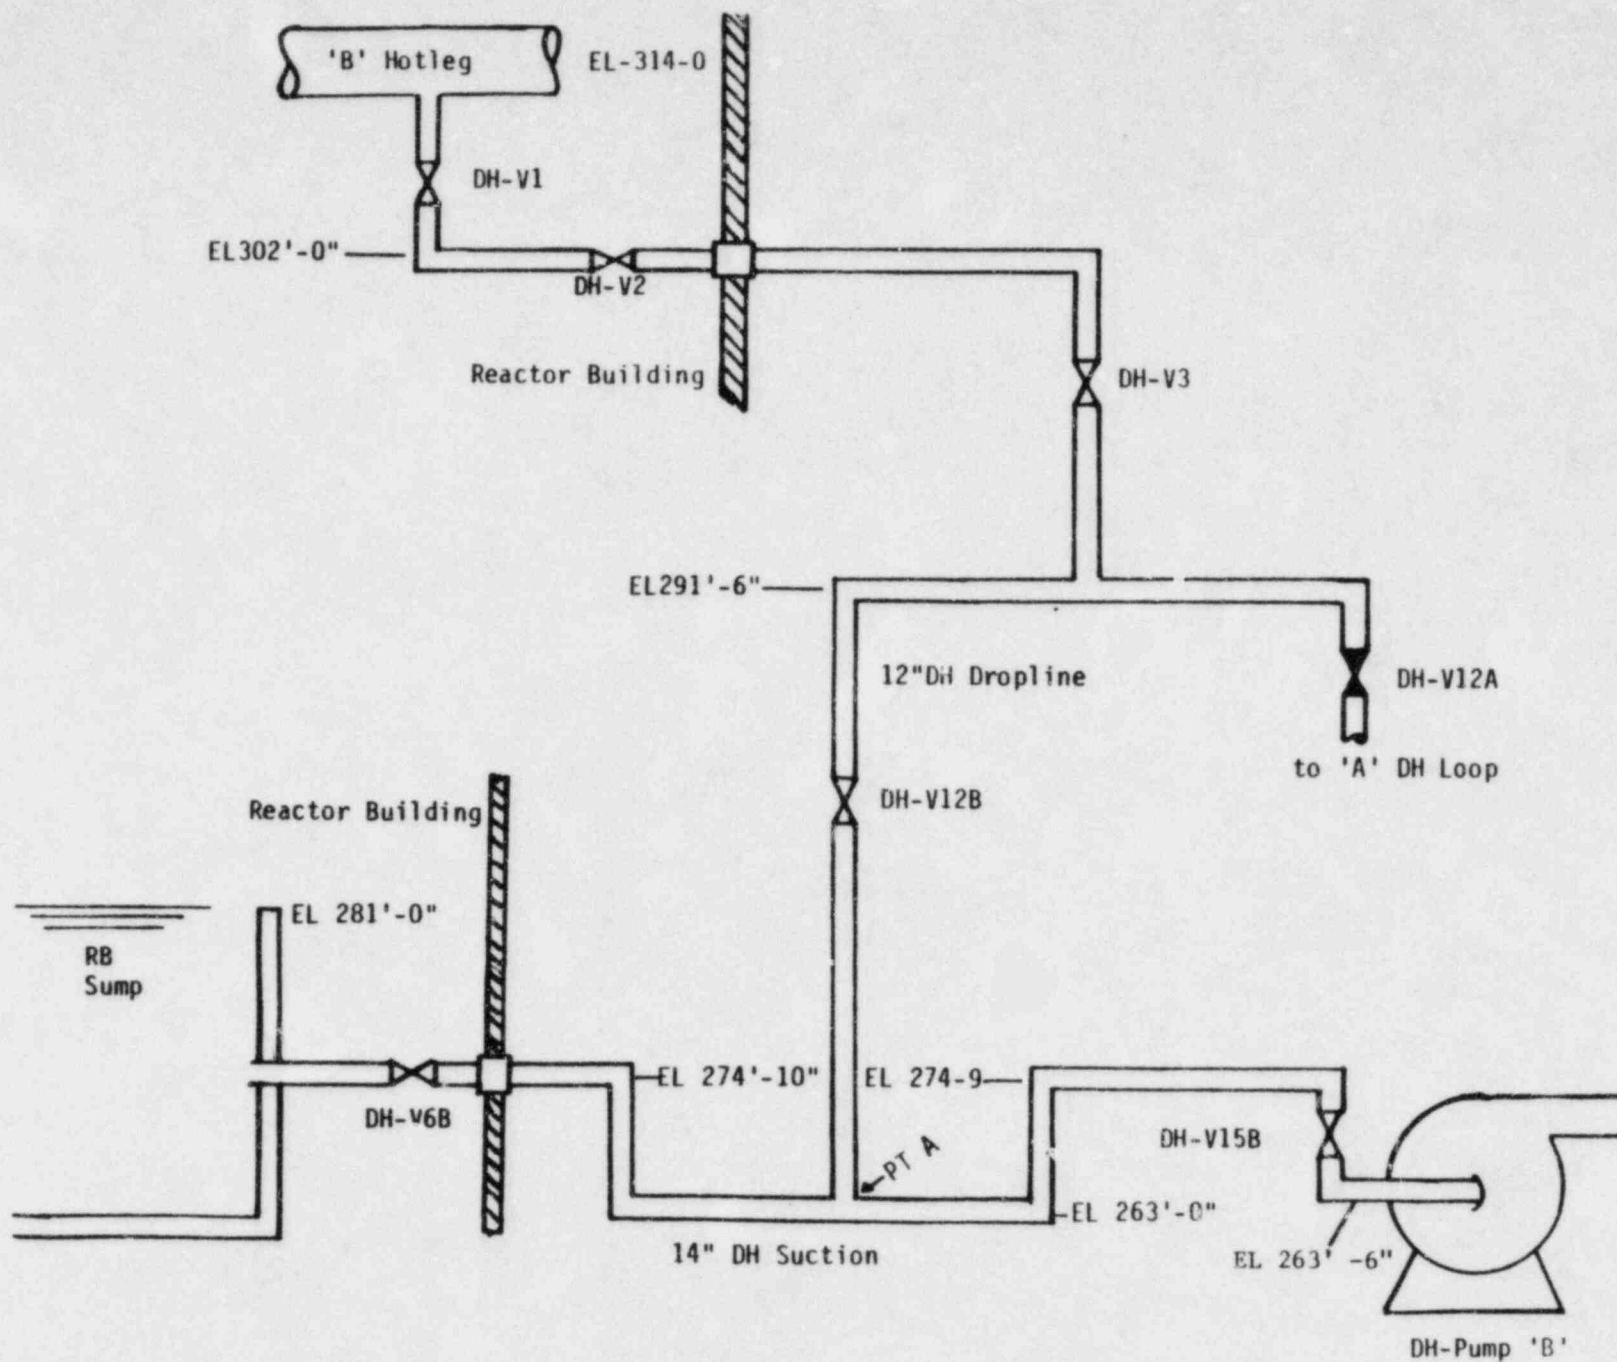 'B' Hotleg
EL-314-0
DH-V1
EL302'-0"
DH-V2
Reactor Building
DH-V3
EL291'-6"
12"DH Dropline
DH-V12A
to 'A' DH Loop
DH-V12B
Reactor Building
EL 281'-0"
RB
Sump
EL 274'-10"
EL 274-9
DH-V6B
DH-V15B
PT A
EL 263'-0"
14" DH Suction
EL 263' -6"
DH-Pump 'B'